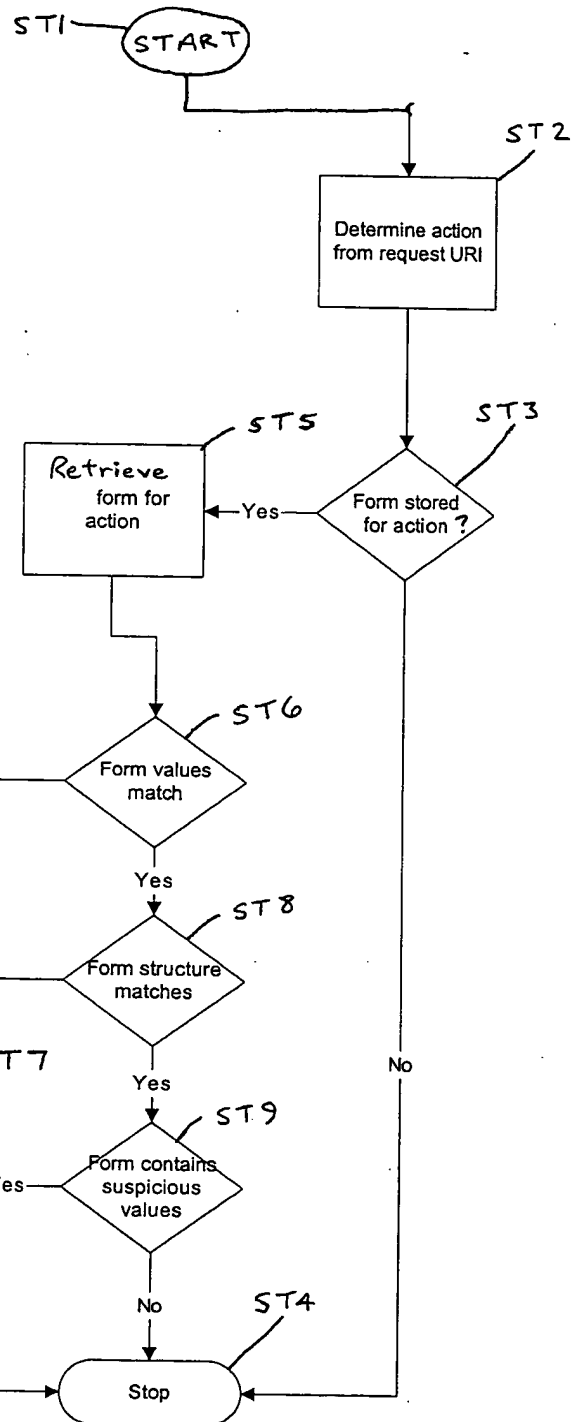 ST1
START
ST2
Determine action
from request URI
ST3
Form stored
for action ?
Yes
ST5
Retrieve
form for
action
ST6
Form values
match
Yes
ST8
Form structure
matches
T7
Yes
No
ST9
Form contains
suspicious
values
es
No
ST4
Stop